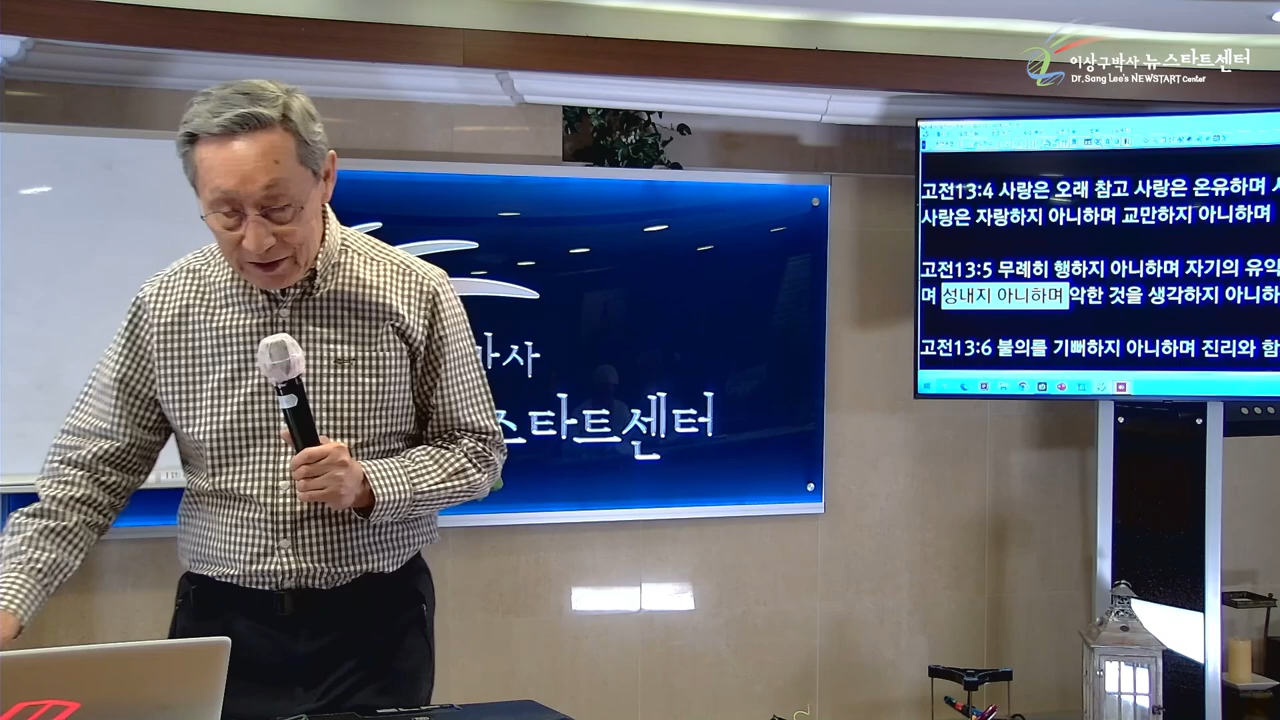 이상구박사 뉴스타트센터
Dr. Sang Lee's NEWSTART Center
고전13:4 사랑은 오래 참고 사랑은 온유하며
사랑은 자랑하지 아니하며 교만하지 아니하며
고전13:5 무례히 행하지 아니하며 자기의 유익
며 성내지 아니하며 악한 것을 생각하지 아니하
고전13:6 불의를 기뻐하지 아니하며 진리와 함
박사
스타트센터